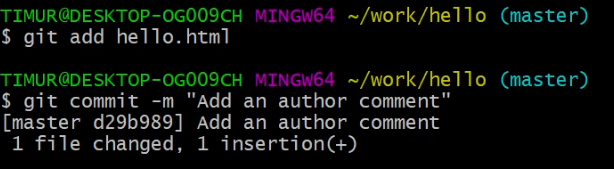 TIMUR@DESKTOP-OG009CH MINGW64 ~/work/hello (master)
$ git add hello.html
TIMUR@DESKTOP-OG009CH MINGW64 ~/work/hello (master)
$ git commit -m "Add an author comment"
[master d29b989] Add an author comment
 1 file changed, 1 insertion(+)